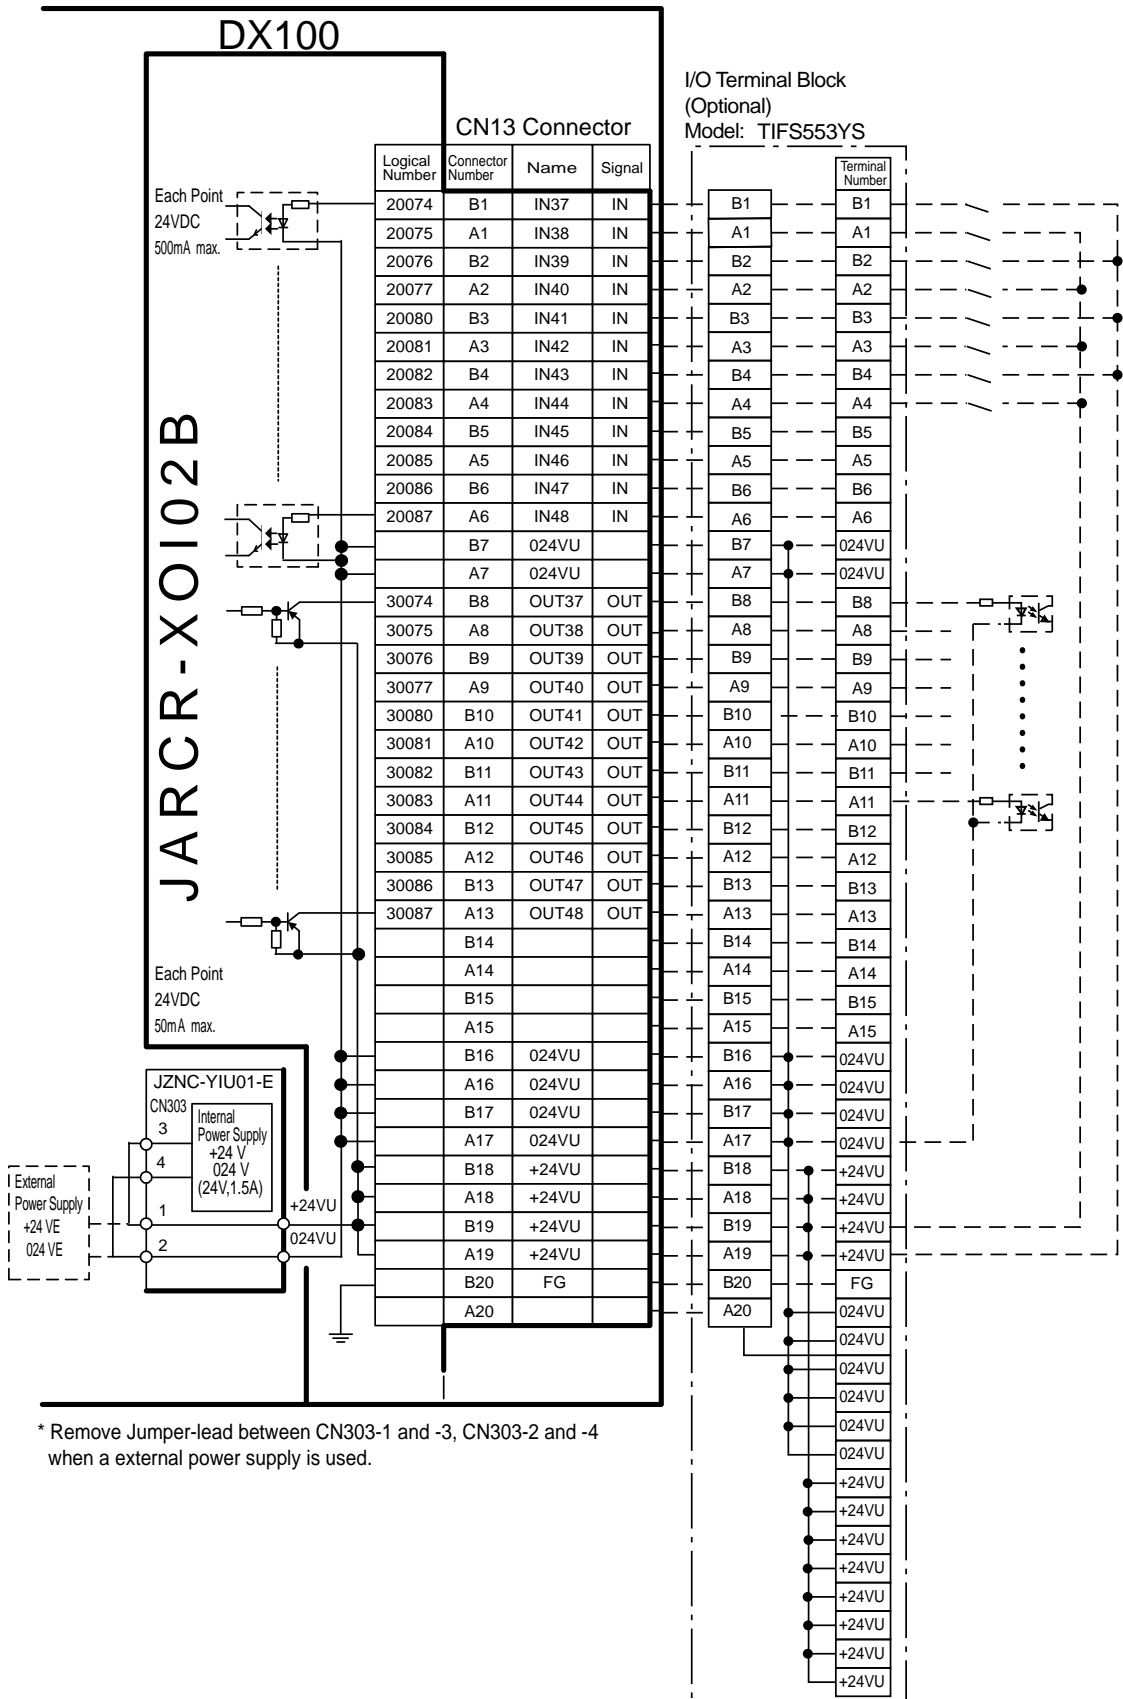 DX100
I/O Terminal Block
(Optional)
Model: TIFS553YS
CN13 Connector
Logical Number Connector Number Name Signal
Terminal Number
Each Point
24VDC
500mA max.
JARCR-XOI02B
20074 B1 IN37 IN B1 B1
20075 A1 IN38 IN A1 A1
20076 B2 IN39 IN B2 B2
20077 A2 IN40 IN A2 A2
20080 B3 IN41 IN B3 B3
20081 A3 IN42 IN A3 A3
20082 B4 IN43 IN B4 B4
20083 A4 IN44 IN A4 A4
20084 B5 IN45 IN B5 B5
20085 A5 IN46 IN A5 A5
20086 B6 IN47 IN B6 B6
20087 A6 IN48 IN A6 A6
B7 024VU B7 024VU
A7 024VU A7 024VU
30074 B8 OUT37 OUT B8 B8
30075 A8 OUT38 OUT A8 A8
30076 B9 OUT39 OUT B9 B9
30077 A9 OUT40 OUT A9 A9
30080 B10 OUT41 OUT B10 B10
30081 A10 OUT42 OUT A10 A10
30082 B11 OUT43 OUT B11 B11
30083 A11 OUT44 OUT A11 A11
30084 B12 OUT45 OUT B12 B12
30085 A12 OUT46 OUT A12 A12
30086 B13 OUT47 OUT B13 B13
30087 A13 OUT48 OUT A13 A13
B14 B14 B14
A14 A14 A14
B15 B15 B15
A15 A15 A15
Each Point
24VDC
50mA max.
B16 024VU B16 024VU
A16 024VU A16 024VU
B17 024VU B17 024VU
A17 024VU A17 024VU
B18 +24VU B18 +24VU
A18 +24VU A18 +24VU
B19 +24VU B19 +24VU
A19 +24VU A19 +24VU
B20 FG B20 FG
A20 A20 024VU
024VU
024VU
024VU
024VU
024VU
+24VU
+24VU
+24VU
+24VU
+24VU
+24VU
+24VU
+24VU
JZNC-YIU01-E
CN303
3
4
1
2
Internal
Power Supply
+24 V
024 V
(24V,1.5A)
+24VU
024VU
External
Power Supply
+24 VE
024 VE
* Remove Jumper-lead between CN303-1 and -3, CN303-2 and -4
when a external power supply is used.